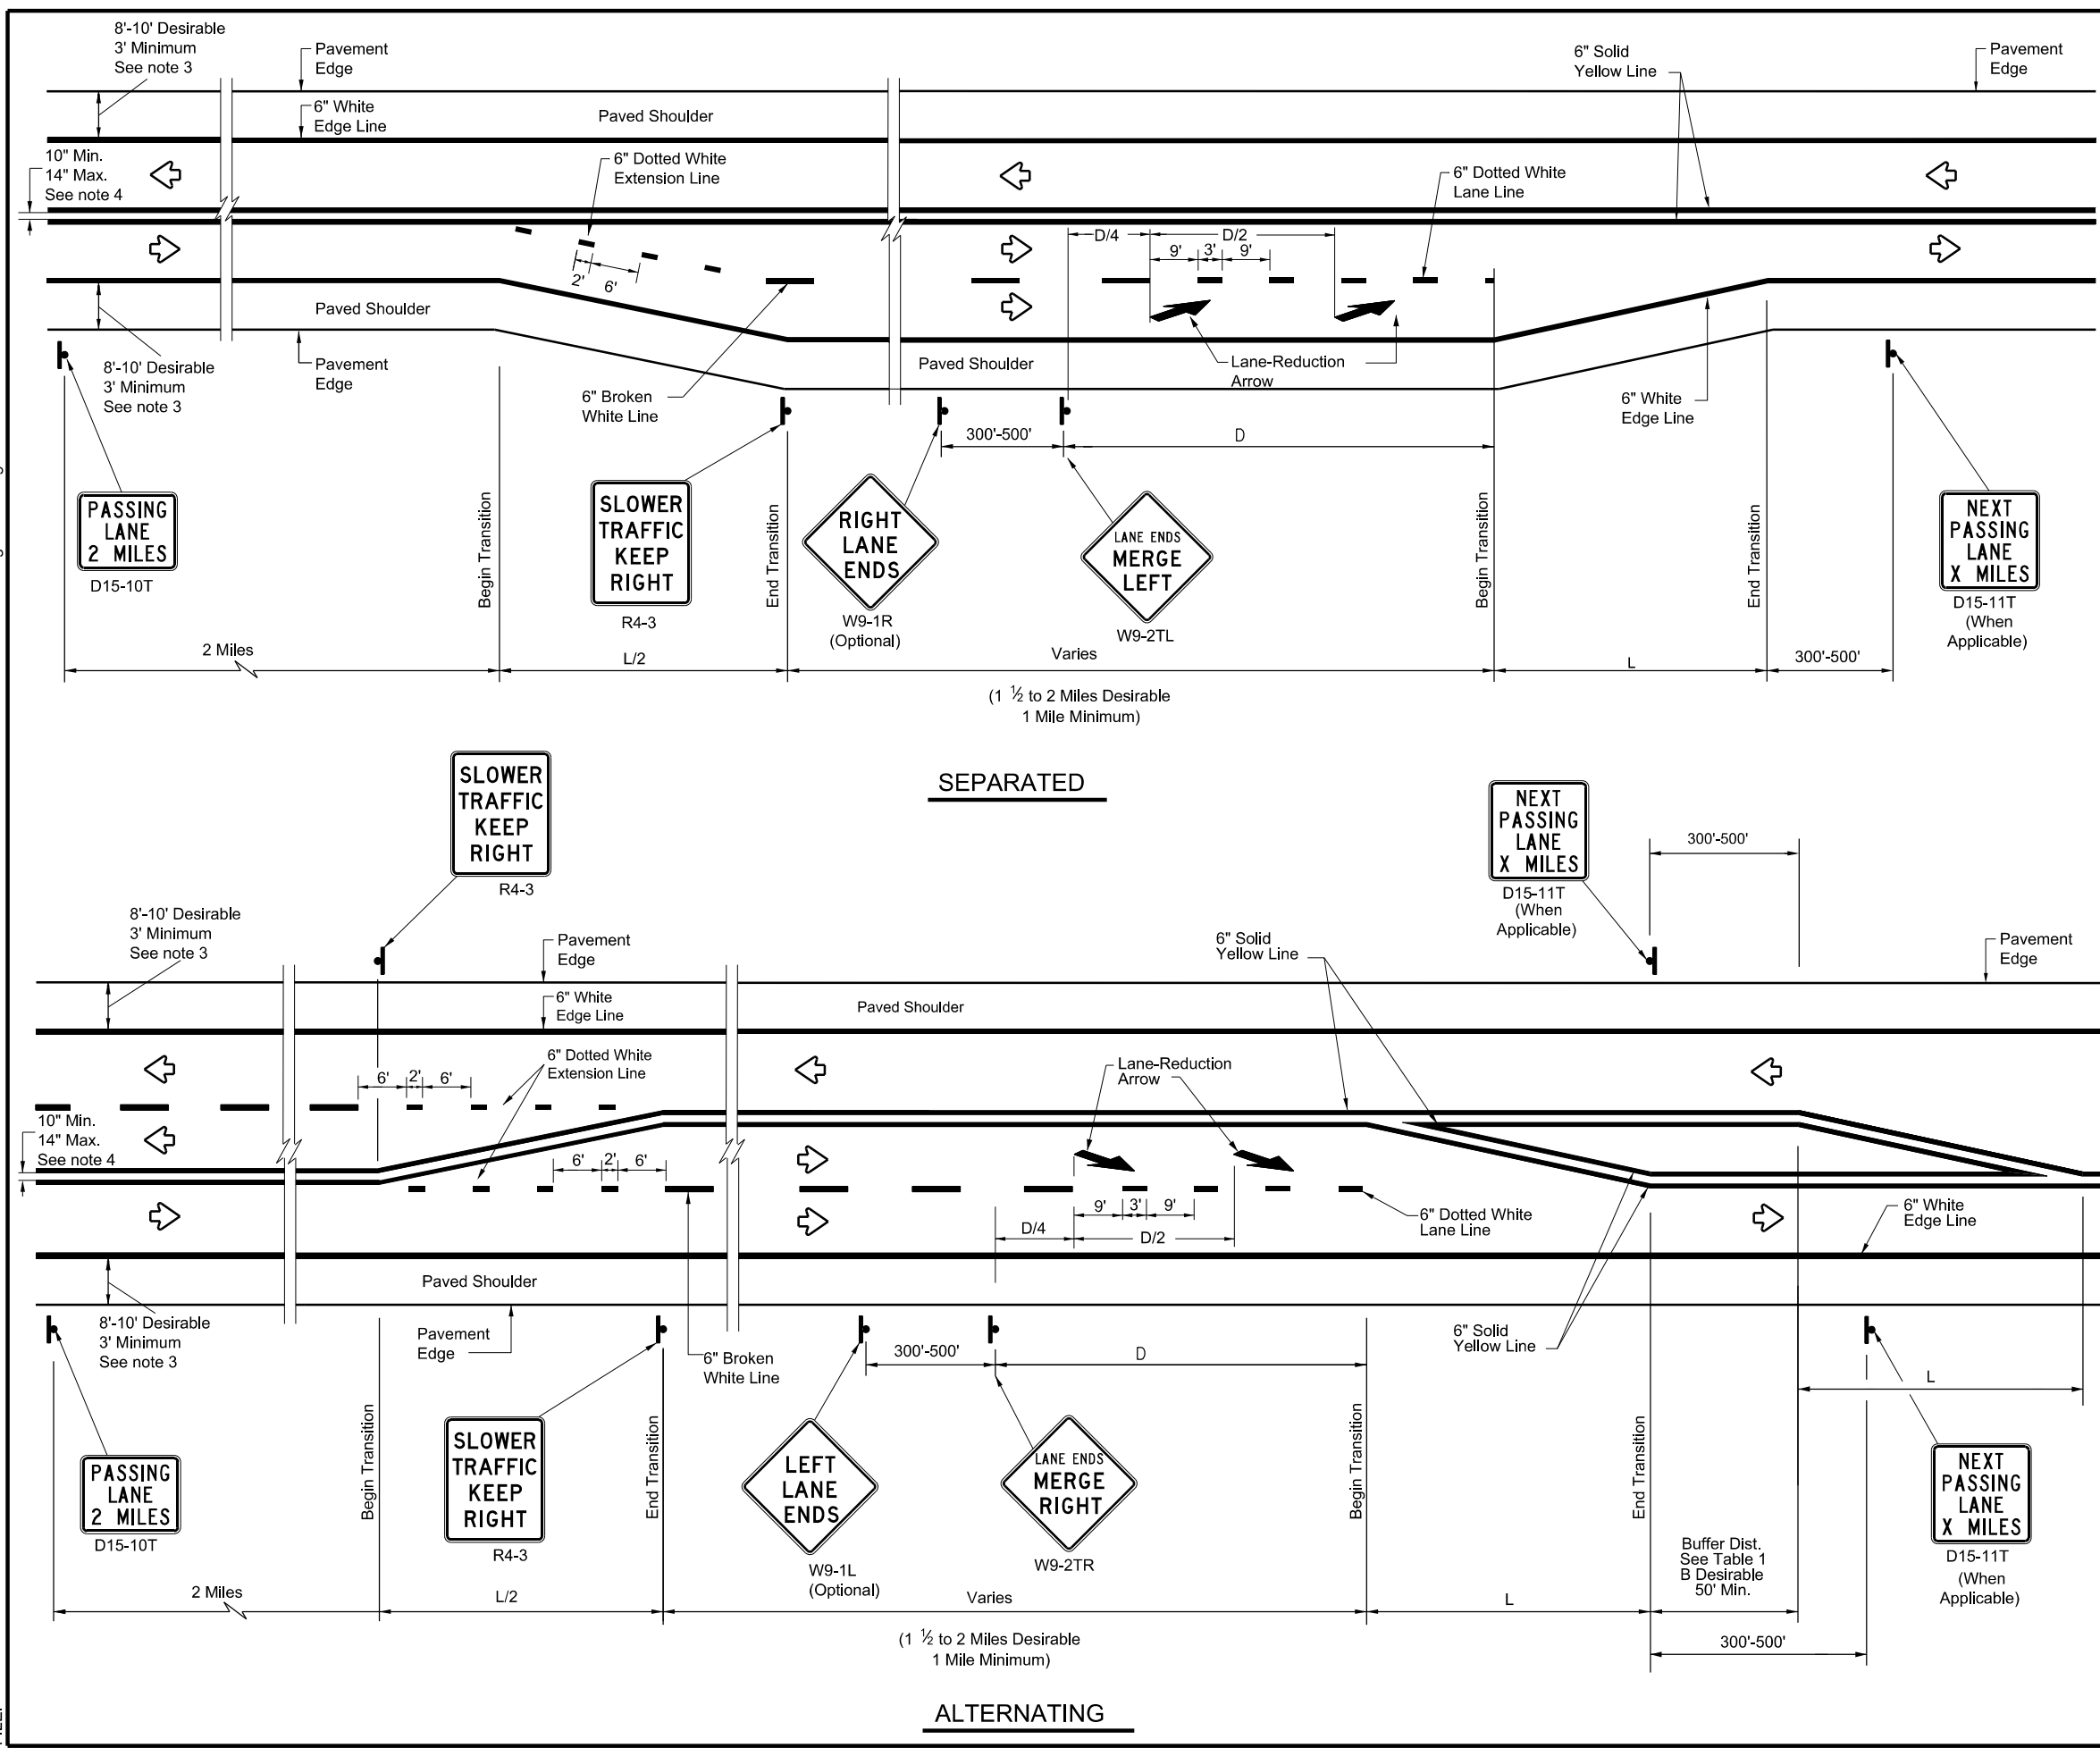 8'-10' Desirable
3' Minimum
See note 3
Pavement
Edge
6" Solid
Yellow Line
Pavement
Edge
6" White
Edge Line
Paved Shoulder
10" Min.
14" Max.
See note 4
6" Dotted White
Extension Line
6" Dotted White
Lane Line
D/4
D/2
9'
3'
9'
2'
6'
Paved Shoulder
Pavement
Edge
8'-10' Desirable
3' Minimum
See note 3
Paved Shoulder
Lane-Reduction
Arrow
6" Broken
White Line
6" White
Edge Line
300'-500'
D
PASSING
LANE
2 MILES
D15-10T
Begin Transition
SLOWER
TRAFFIC
KEEP
RIGHT
R4-3
End Transition
RIGHT
LANE
ENDS
W9-1R
(Optional)
LANE ENDS
MERGE
LEFT
W9-2TL
Begin Transition
End Transition
NEXT
PASSING
LANE
X MILES
D15-11T
(When
Applicable)
2 Miles
L/2
Varies
L
300'-500'
(1 ½ to 2 Miles Desirable
1 Mile Minimum)
SEPARATED
SLOWER
TRAFFIC
KEEP
RIGHT
R4-3
NEXT
PASSING
LANE
X MILES
D15-11T
(When
Applicable)
300'-500'
8'-10' Desirable
3' Minimum
See note 3
Pavement
Edge
6" Solid
Yellow Line
Pavement
Edge
6" White
Edge Line
Paved Shoulder
6" Dotted White
Extension Line
6'
2'
6'
Lane-Reduction
Arrow
10" Min.
14" Max.
See note 4
6'
2'
6'
9'
3'
9'
D/4
D/2
6" Dotted White
Lane Line
6" White
Edge Line
Paved Shoulder
8'-10' Desirable
3' Minimum
See note 3
Pavement
Edge
6" Broken
White Line
300'-500'
D
6" Solid
Yellow Line
L
PASSING
LANE
2 MILES
D15-10T
Begin Transition
SLOWER
TRAFFIC
KEEP
RIGHT
R4-3
End Transition
LEFT
LANE
ENDS
W9-1L
(Optional)
LANE ENDS
MERGE
RIGHT
W9-2TR
Begin Transition
End Transition
Buffer Dist.
See Table 1
B Desirable
50' Min.
NEXT
PASSING
LANE
X MILES
D15-11T
(When
Applicable)
2 Miles
L/2
Varies
L
300'-500'
(1 ½ to 2 Miles Desirable
1 Mile Minimum)
ALTERNATING